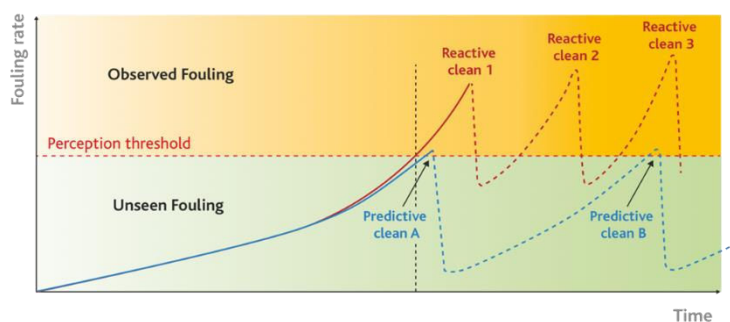 Fouling rate
Observed Fouling
Reactive
clean 1
Reactive
clean 2
Reactive
clean 3
Perception threshold
Unseen Fouling
Predictive
clean A
Predictive
clean B
Time